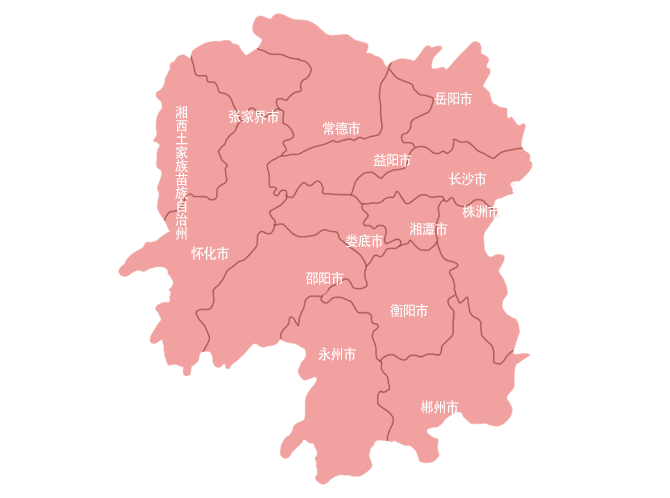 岳阳市
湘西土家族苗族自治州
张家界市
常德市
益阳市
长沙市
株洲市
湘潭市
娄底市
怀化市
邵阳市
衡阳市
永州市
郴州市